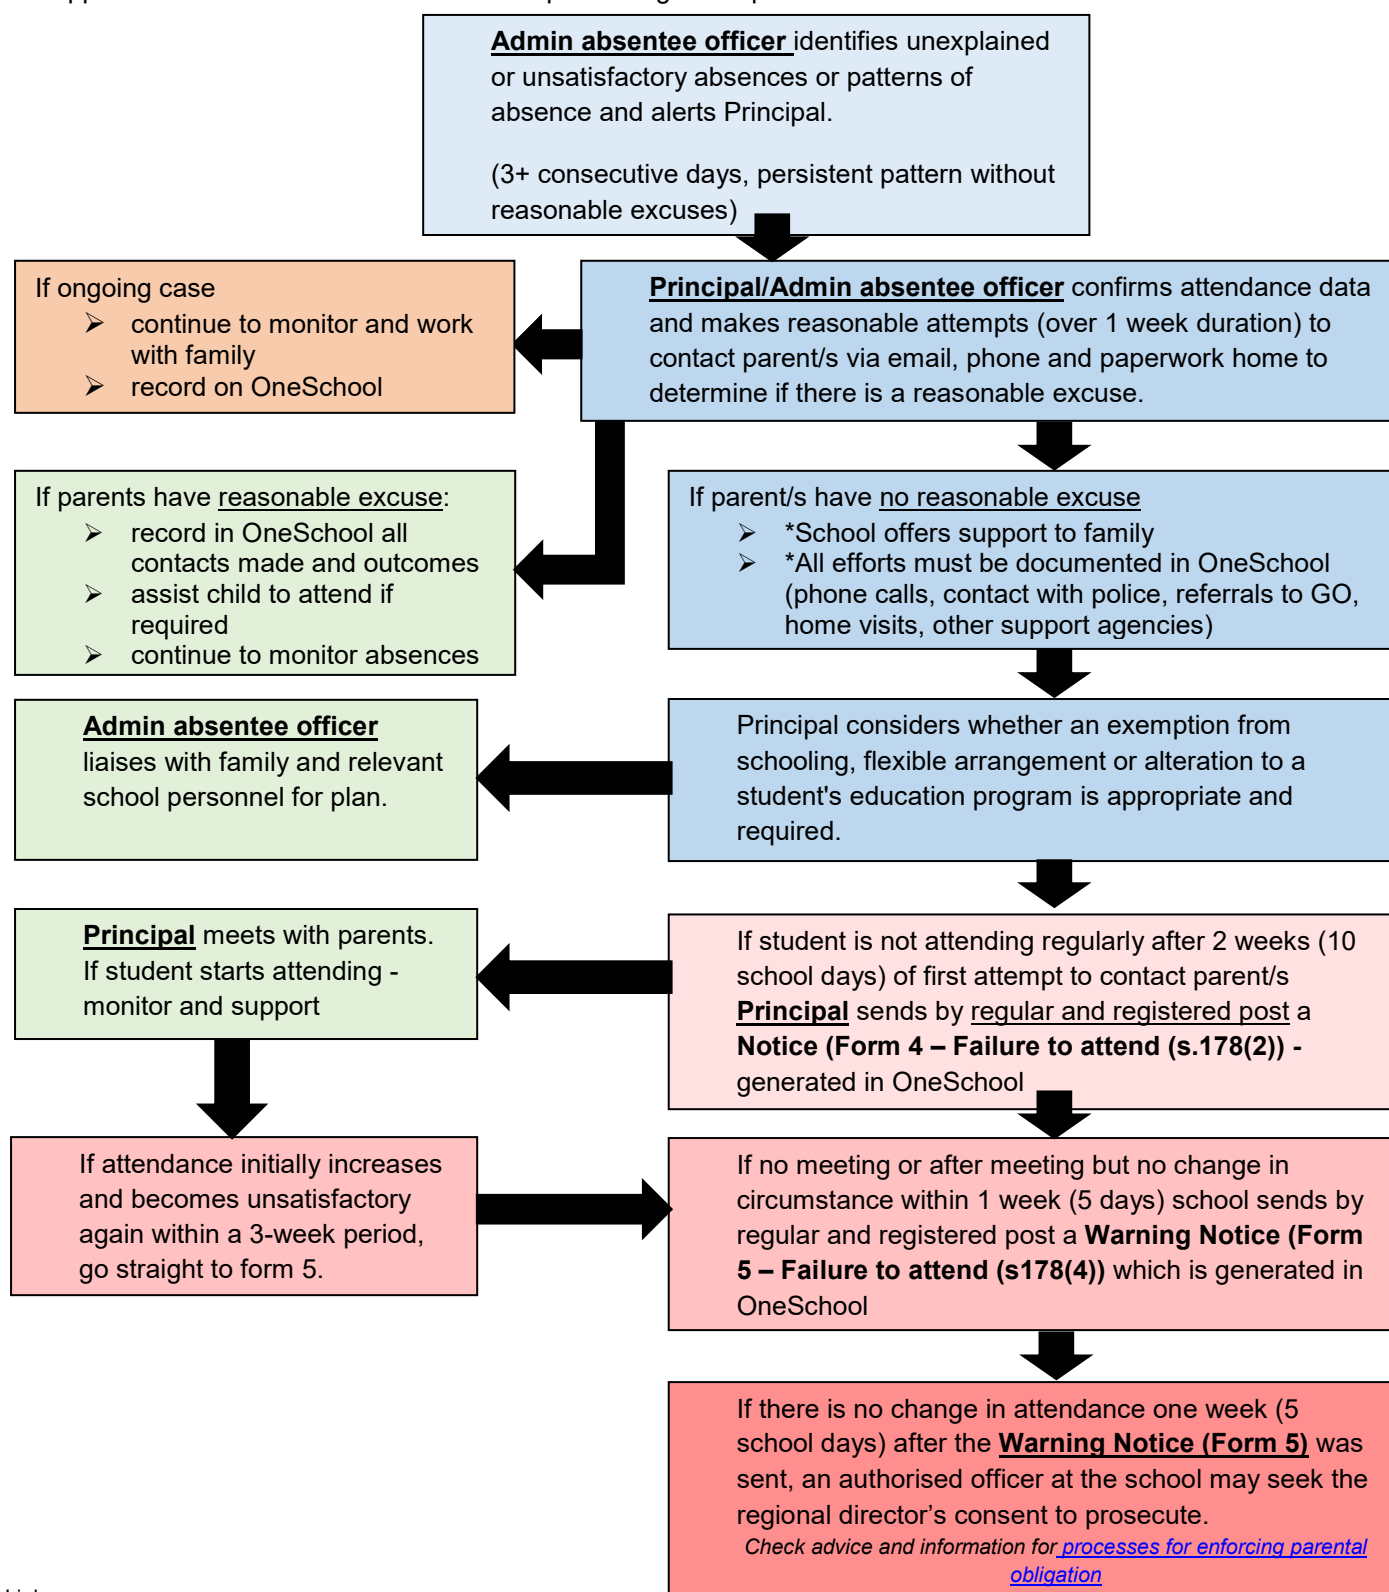 Admin absentee officer identifies unexplained
or unsatisfactory absences or patterns of
absence and alerts Principal.
(3+ consecutive days, persistent pattern without
reasonable excuses)
If ongoing case
➢ continue to monitor and work
with family
➢ record on OneSchool
Principal/Admin absentee officer confirms attendance data
and makes reasonable attempts (over 1 week duration) to
contact parent/s via email, phone and paperwork home to
determine if there is a reasonable excuse.
If parents have reasonable excuse:
➢ record in OneSchool all
contacts made and outcomes
➢ assist child to attend if
required
➢ continue to monitor absences
If parent/s have no reasonable excuse
➢ *School offers support to family
➢ *All efforts must be documented in OneSchool
(phone calls, contact with police, referrals to GO,
home visits, other support agencies)
Admin absentee officer
liaises with family and relevant
school personnel for plan.
Principal considers whether an exemption from
schooling, flexible arrangement or alteration to a
student's education program is appropriate and
required.
Principal meets with parents.
If student starts attending -
monitor and support
If student is not attending regularly after 2 weeks (10
school days) of first attempt to contact parent/s
Principal sends by regular and registered post a
Notice (Form 4 – Failure to attend (s.178(2)) -
generated in OneSchool
If attendance initially increases
and becomes unsatisfactory
again within a 3-week period,
go straight to form 5.
If no meeting or after meeting but no change in
circumstance within 1 week (5 days) school sends by
regular and registered post a Warning Notice (Form
5 – Failure to attend (s178(4)) which is generated in
OneSchool
If there is no change in attendance one week (5
school days) after the Warning Notice (Form 5) was
sent, an authorised officer at the school may seek the
regional director’s consent to prosecute.
Check advice and information for processes for enforcing parental
obligation